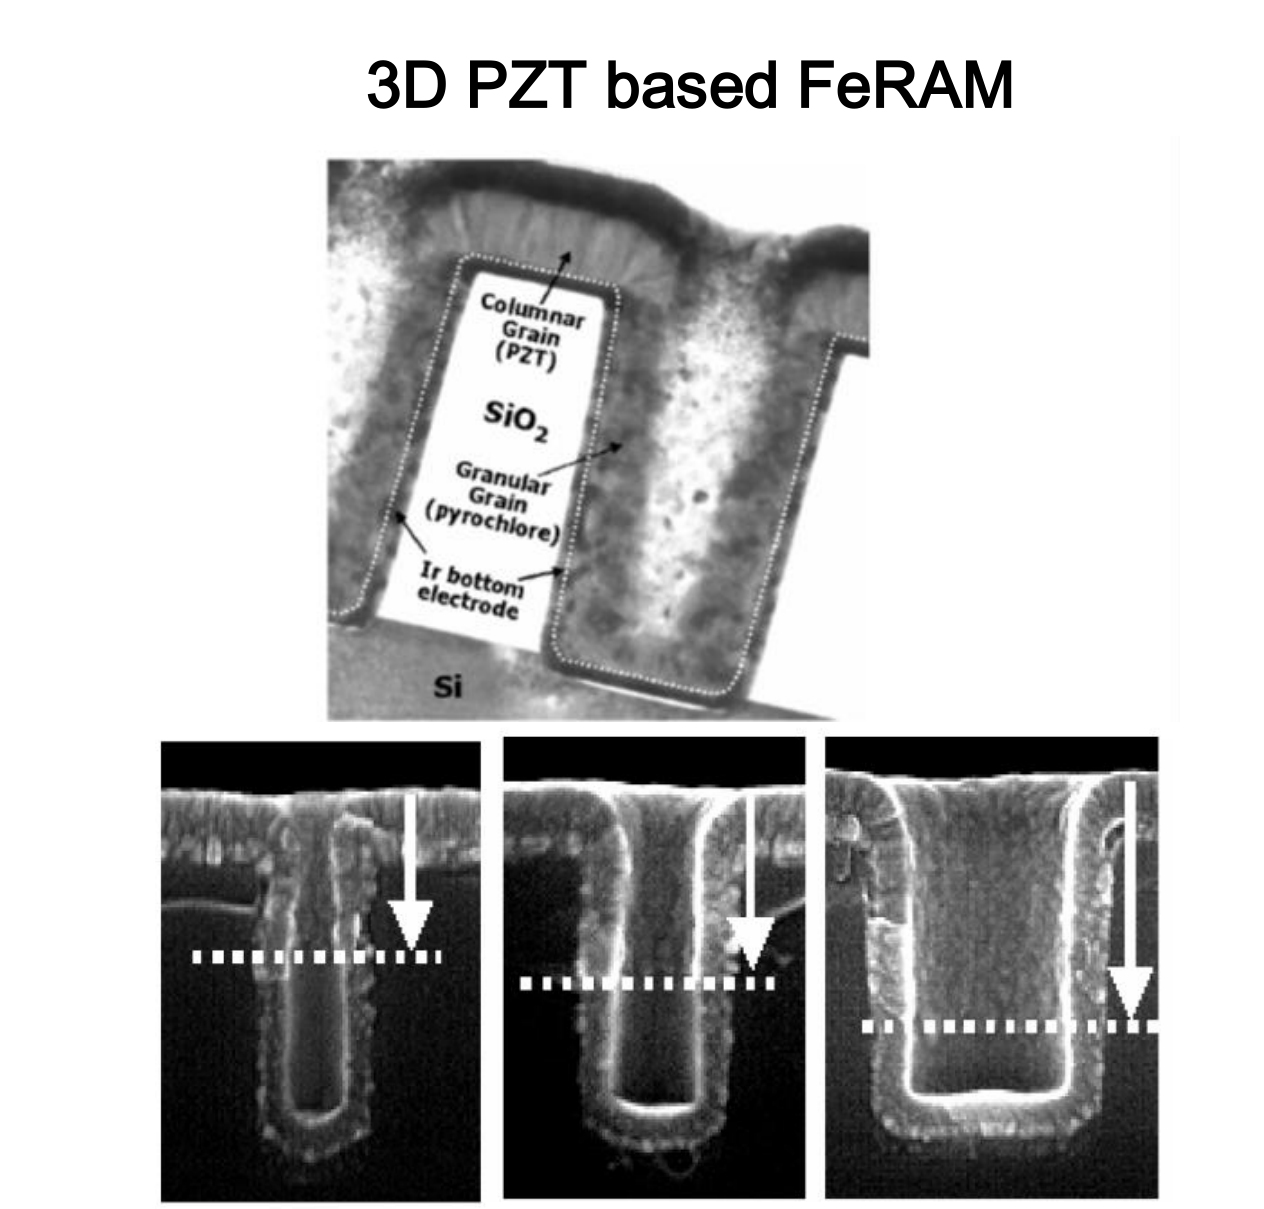 3D PZT based FeRAM
Columnar
Grain
(PZT)
SiO2
Granular
Grain
(pyrochlore)
Ir bottom
electrode
Si